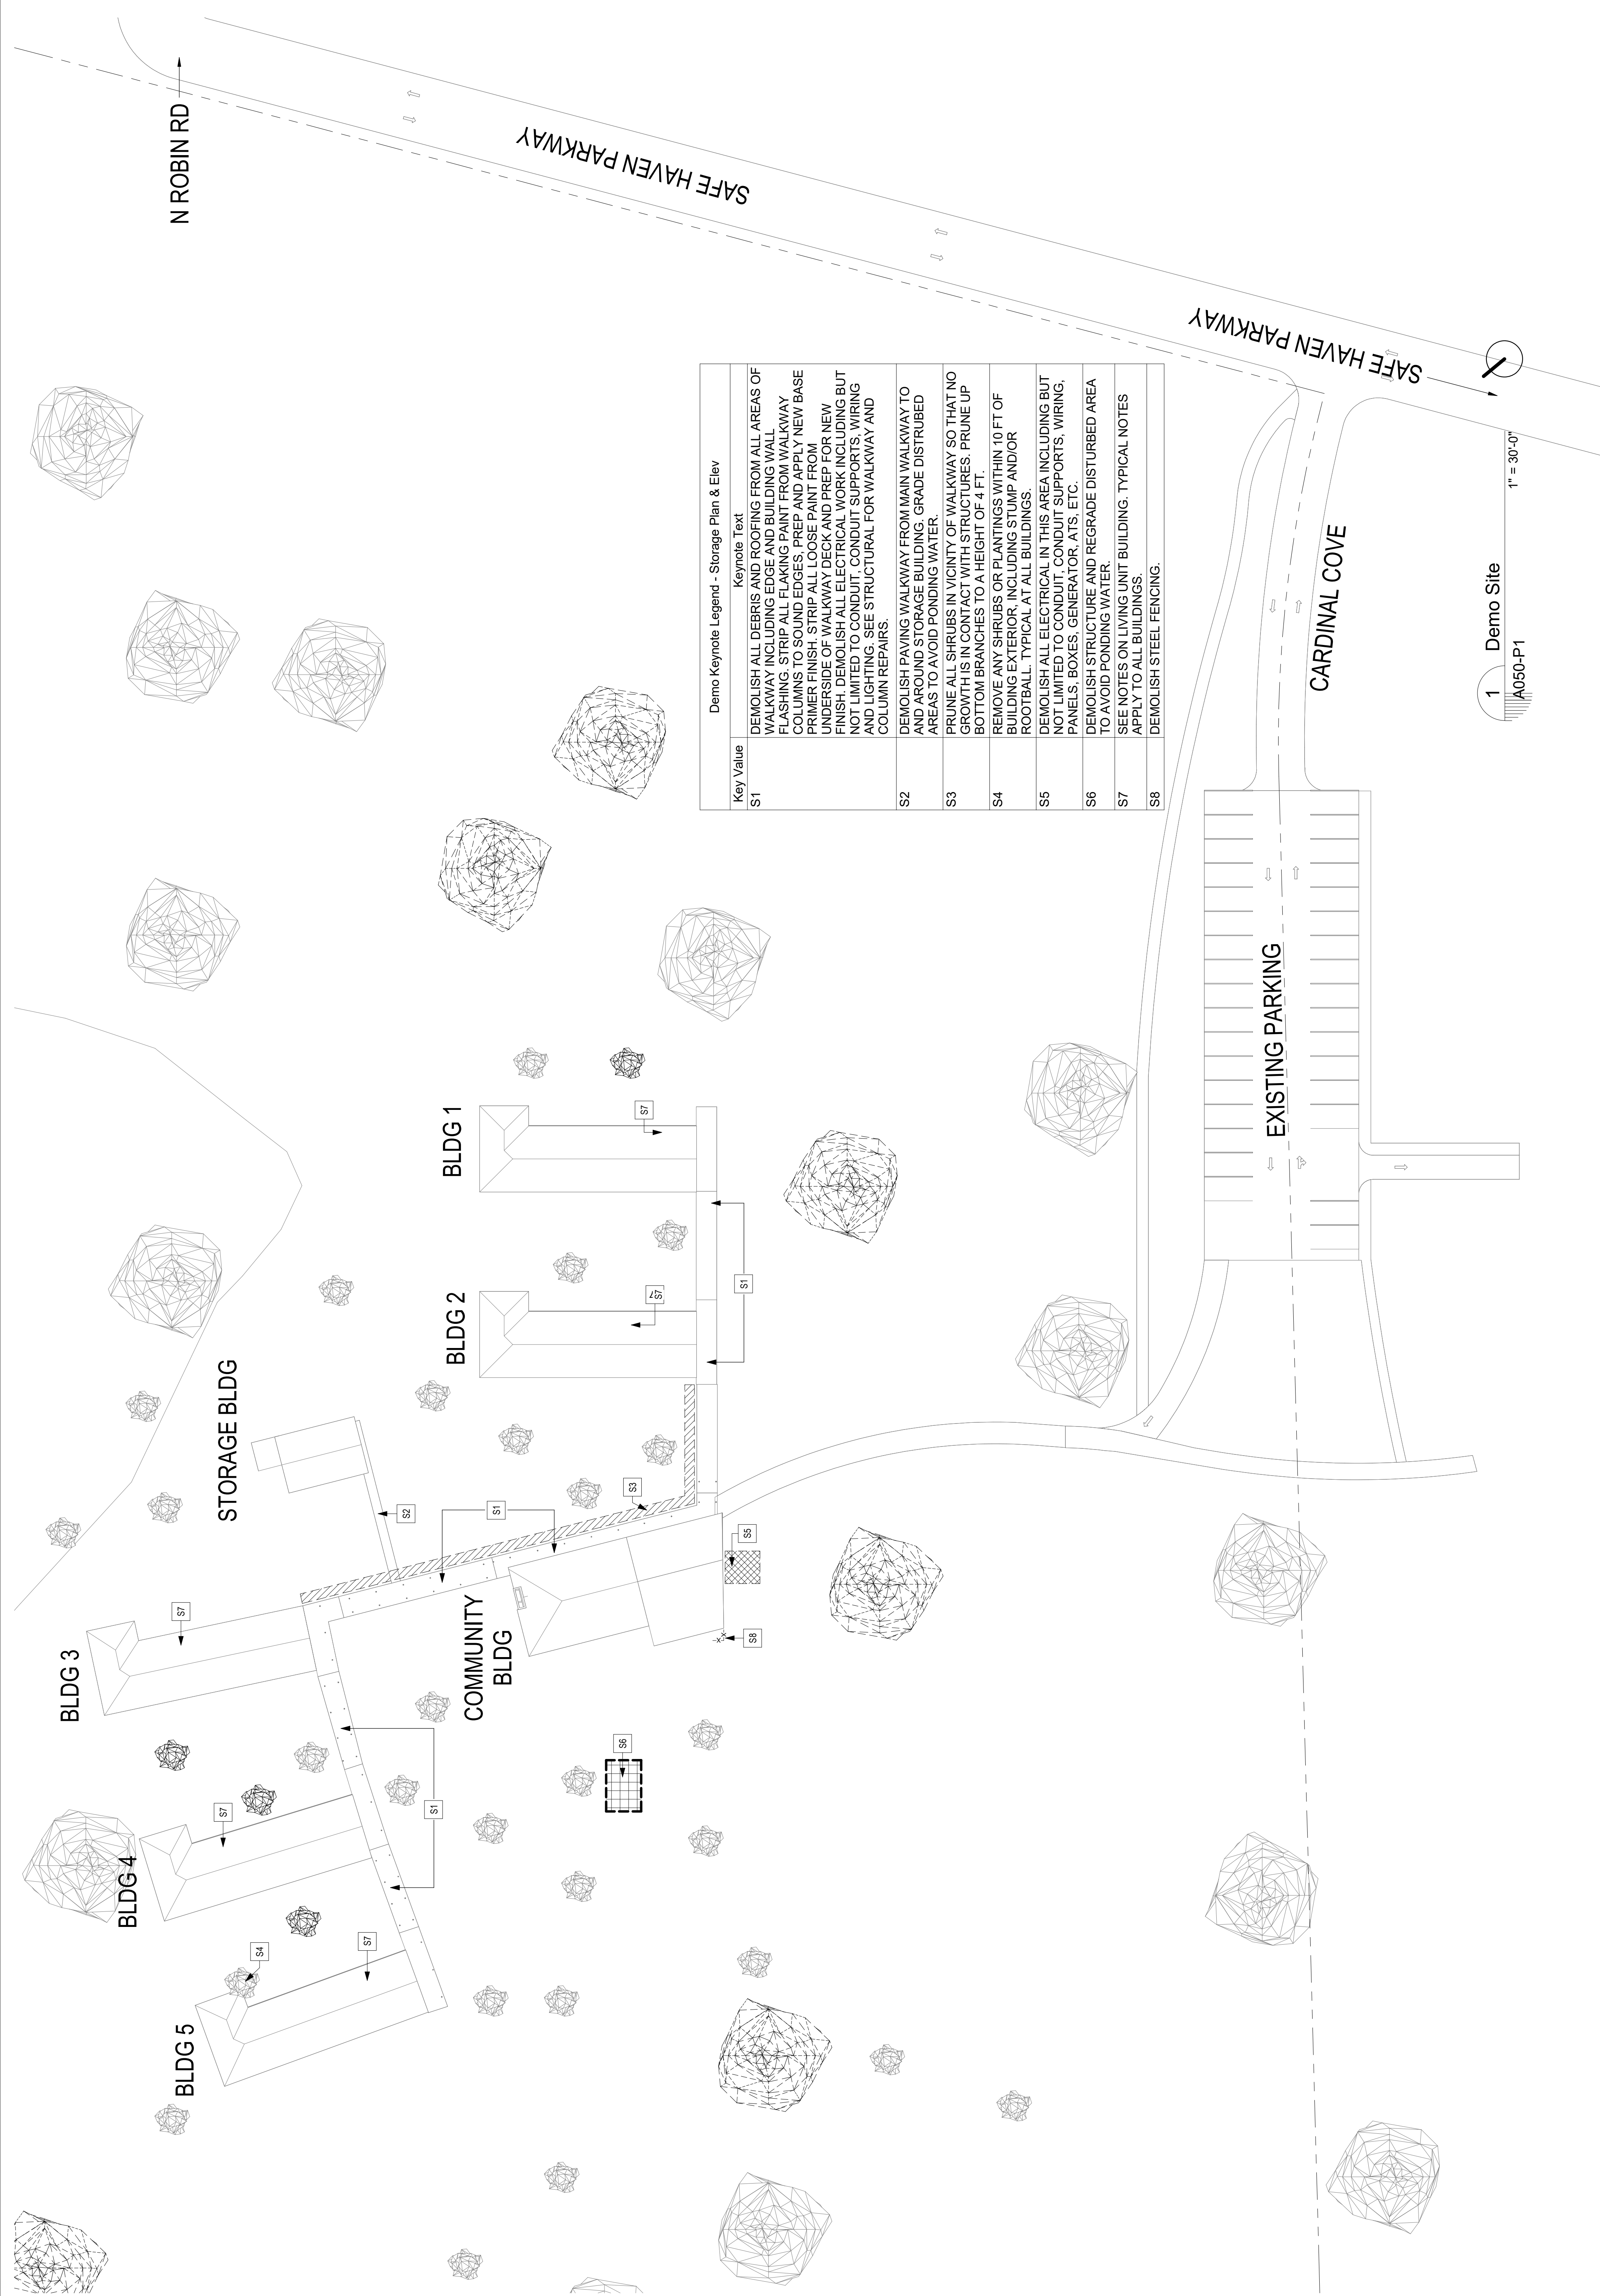 N ROBIN RD
SAFE HAVEN PARKWAY
SAFE HAVEN PARKWAY
Demo Keynote Legend - Storage Plan & Elev
Key Value Keynote Text
S1 DEMOLISH ALL DEBRIS AND ROOFING FROM ALL AREAS OF
WALKWAY INCLUDING EDGE AND BUILDING WALL
FLASHING. STRIP ALL FLAKING PAINT FROM WALKWAY
COLUMNS TO SOUND EDGES, PREP AND APPLY NEW BASE
PRIMER FINISH. STRIP ALL LOOSE PAINT FROM
UNDERSIDE OF WALKWAY DECK AND PREP FOR NEW
FINISH. DEMOLISH ALL ELECTRICAL WORK INCLUDING BUT
NOT LIMITED TO CONDUIT, CONDUIT SUPPORTS, WIRING
AND LIGHTING. SEE STRUCTURAL FOR WALKWAY AND
COLUMN REPAIRS.
S2 DEMOLISH PAVING WALKWAY FROM MAIN WALKWAY TO
AND AROUND STORAGE BUILDING. GRADE DISTRUBED
AREAS TO AVOID PONDING WATER.
S3 PRUNE ALL SHRUBS IN VICINITY OF WALKWAY SO THAT NO
GROWTH IS IN CONTACT WITH STRUCTURES. PRUNE UP
BOTTOM BRANCHES TO A HEIGHT OF 4 FT.
S4 REMOVE ANY SHRUBS OR PLANTINGS WITHIN 10 FT OF
BUILDING EXTERIOR, INCLUDING STUMP AND/OR
ROOTBALL. TYPICAL AT ALL BUILDINGS.
S5 DEMOLISH ALL ELECTRICAL IN THIS AREA INCLUDING BUT
NOT LIMITED TO CONDUIT, CONDUIT SUPPORTS, WIRING,
PANELS, BOXES, GENERATOR, ATS, ETC.
S6 DEMOLISH STRUCTURE AND REGRADE DISTURBED AREA
TO AVOID PONDING WATER.
S7 SEE NOTES ON LIVING UNIT BUILDING. TYPICAL NOTES
APPLY TO ALL BUILDINGS.
S8 DEMOLISH STEEL FENCING.
CARDINAL COVE
EXISTING PARKING
BLDG 1
S7
BLDG 2
S7
S1
STORAGE BLDG
S2
S1
S3
S5
S8
COMMUNITY
BLDG
BLDG 3
S7
S1
S6
BLDG 4
S7
BLDG 5
S4
S7
1 Demo Site
A050-P1 1" = 30'-0"